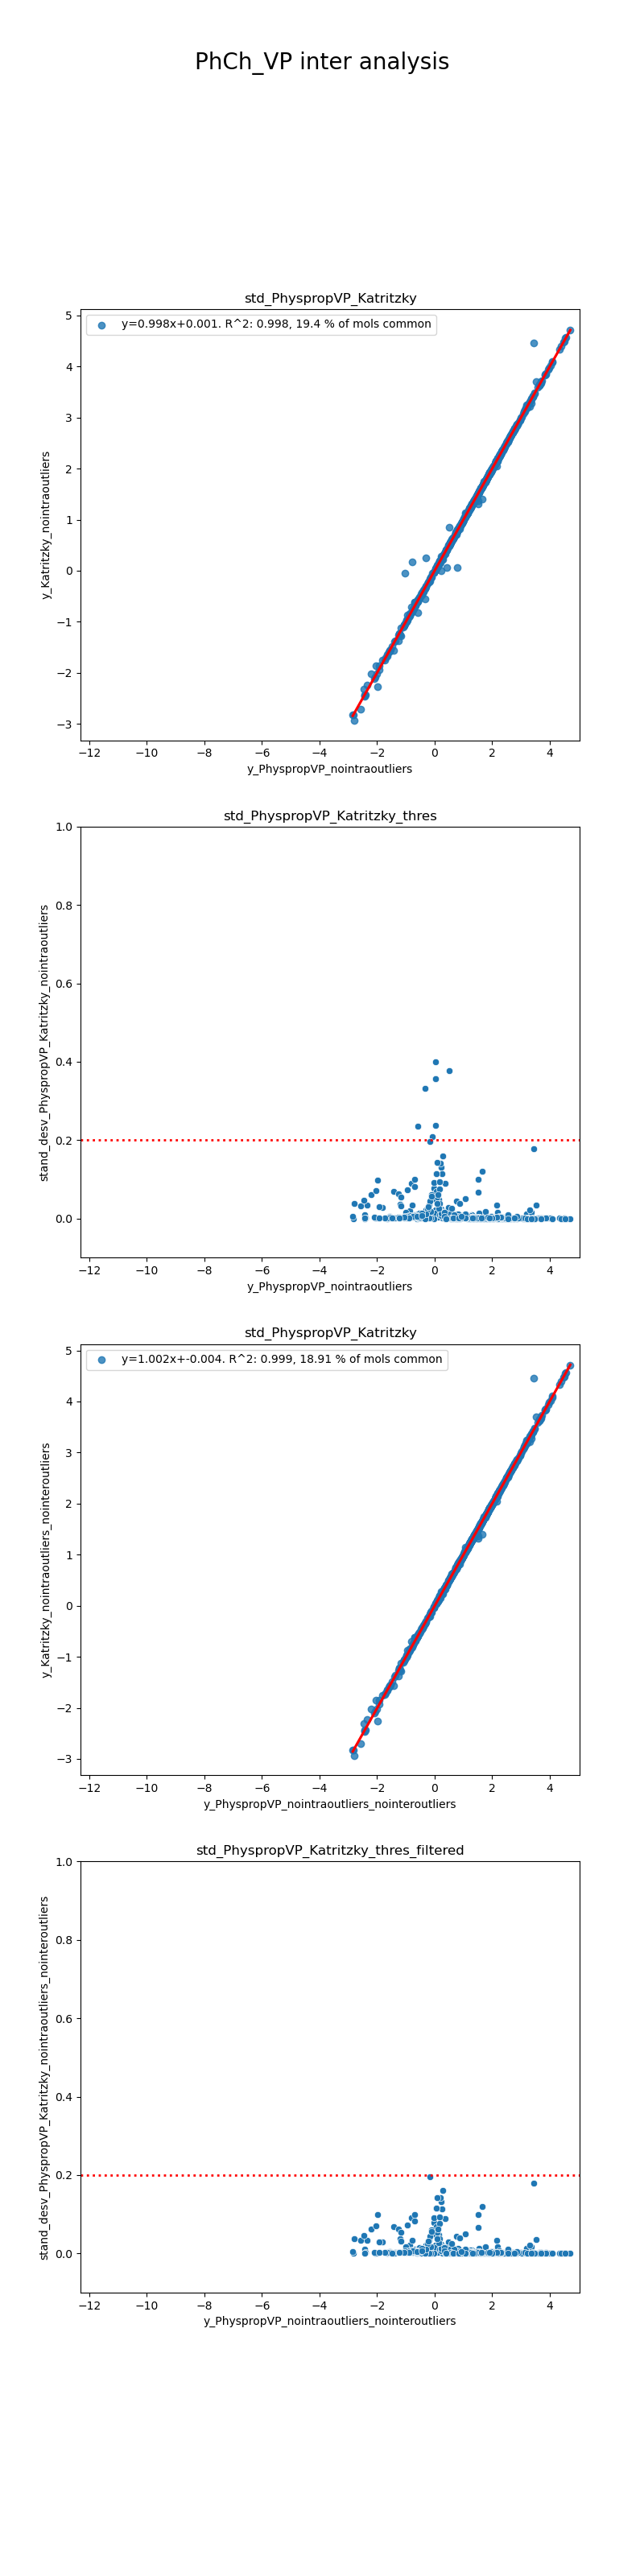 PhCh_VP inter analysis
std_PhyspropVP_Katritzky
y=0.998x+0.001. R^2: 0.998, 19.4 % of mols common
y_Katritzky_nointraoutliers
5
4
3
2
1
0
−1
−2
−3
−12 −10 −8 −6 −4 −2 0 2 4
y_PhyspropVP_nointraoutliers
std_PhyspropVP_Katritzky_thres
stand_desv_PhyspropVP_Katritzky_nointraoutliers
1.0
0.8
0.6
0.4
0.2
0.0
−12 −10 −8 −6 −4 −2 0 2 4
y_PhyspropVP_nointraoutliers
std_PhyspropVP_Katritzky
y=1.002x+-0.004. R^2: 0.999, 18.91 % of mols common
y_Katritzky_nointraoutliers_nointeroutliers
5
4
3
2
1
0
−1
−2
−3
−12 −10 −8 −6 −4 −2 0 2 4
y_PhyspropVP_nointraoutliers_nointeroutliers
std_PhyspropVP_Katritzky_thres_filtered
stand_desv_PhyspropVP_Katritzky_nointraoutliers_nointeroutliers
1.0
0.8
0.6
0.4
0.2
0.0
−12 −10 −8 −6 −4 −2 0 2 4
y_PhyspropVP_nointraoutliers_nointeroutliers